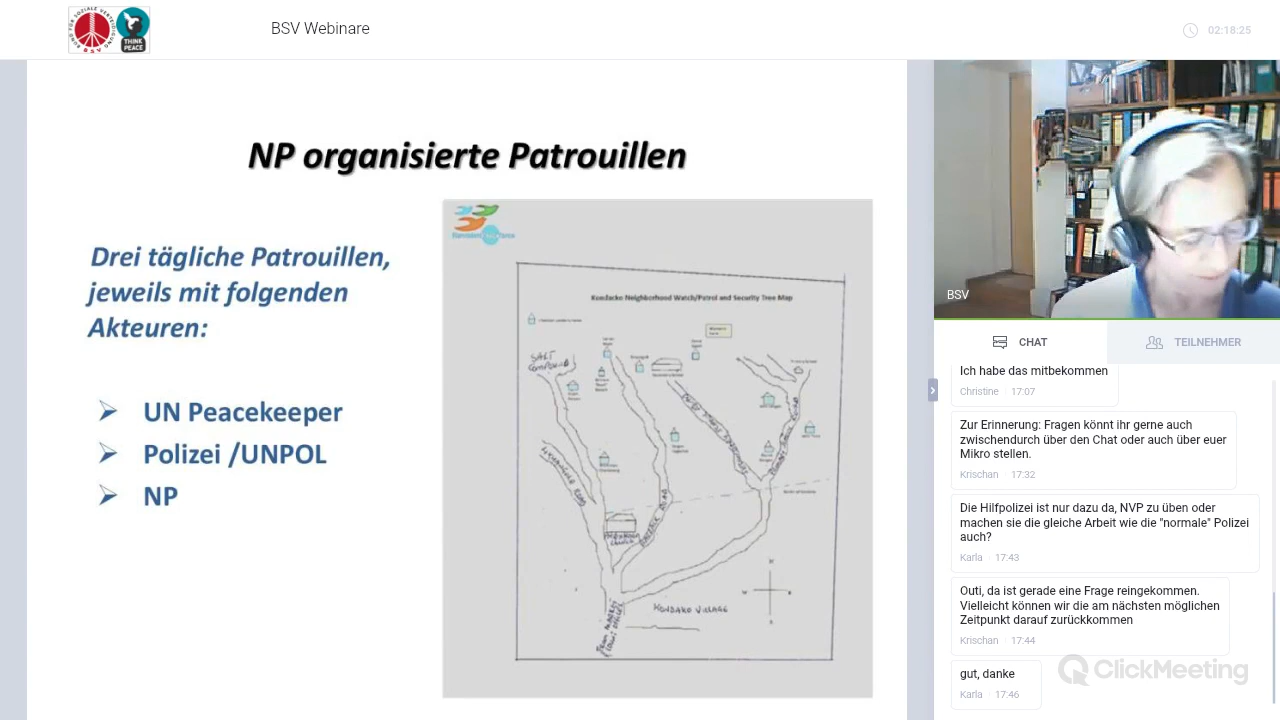 BSV Webinare
02:18:25
THINK
PEACE
NP organisierte Patrouillen
Drei tägliche Patrouillen,
jeweils mit folgenden
Akteuren:
UN Peacekeeper
Polizei /UNPOL
NP
Neighborhood Watch/Patrol and Security Tree Map
VILLAGE
BSV
CHAT
TEILNEHMER
Ich habe das mitbekommen
Christine · 17:07
Zur Erinnerung: Fragen könnt ihr gerne auch
zwischendurch über den Chat oder auch über euer
Mikro stellen.
Krischan · 17:32
Die Hilfpolizei ist nur dazu da, NVP zu üben oder
machen sie die gleiche Arbeit wie die "normale" Polizei
auch?
Karla · 17:43
Outi, da ist gerade eine Frage reingekommen.
Vielleicht können wir die am nächsten möglichen
Zeitpunkt darauf zurückkommen
Krischan · 17:44
gut, danke
Karla · 17:46
ClickMeeting